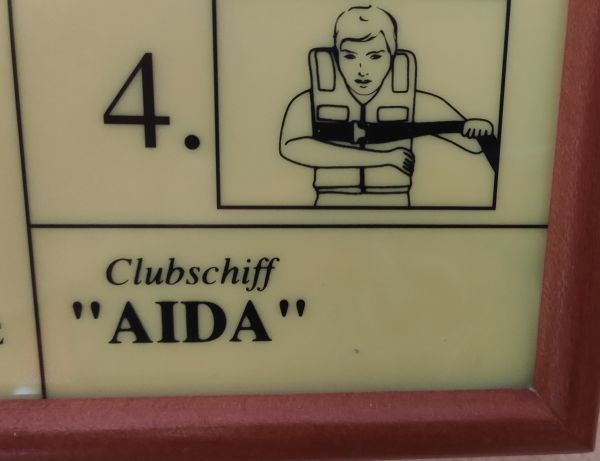 4.
Clubschiff
"AIDA"